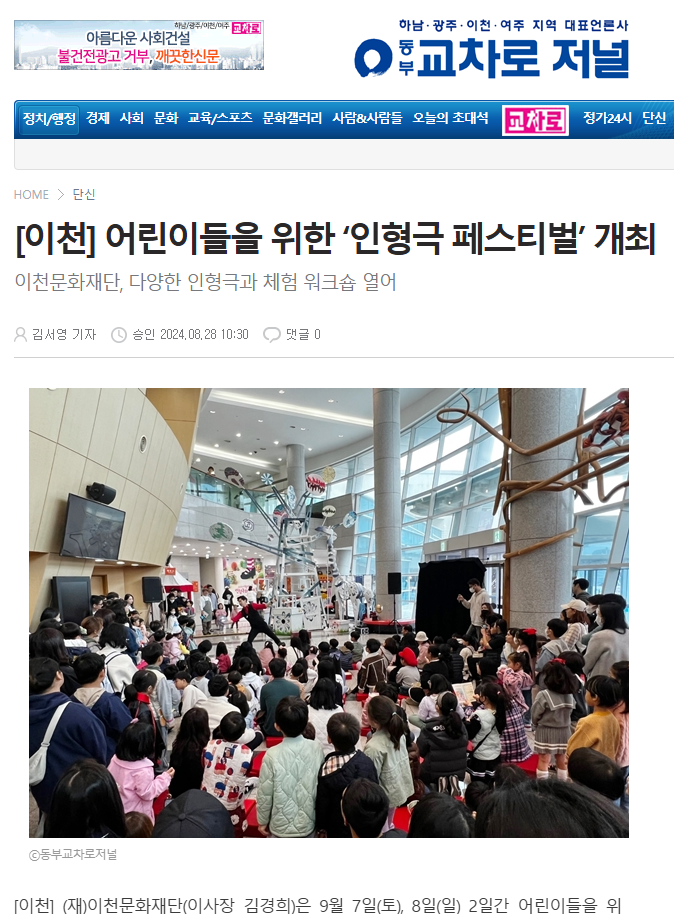 하남/광주/이천/여주 교차로
아름다운 사회건설
불건전광고 거부, 깨끗한신문
하남·광주·이천·여주 지역 대표언론사
동부교차로 저널
정치/행정 경제 사회 문화 교육/스포츠 문화갤러리 사람&사람들 오늘의 초대석 교차로 정가24시 단신
HOME > 단신
[이천] 어린이들을 위한 ‘인형극 페스티벌’ 개최
이천문화재단, 다양한 인형극과 체험 워크숍 열어
김서영 기자 승인 2024.08.28 10:30 댓글 0
ⓒ동부교차로저널
[이천] (재)이천문화재단(이사장 김경희)은 9월 7일(토), 8일(일) 2일간 어린이들을 위